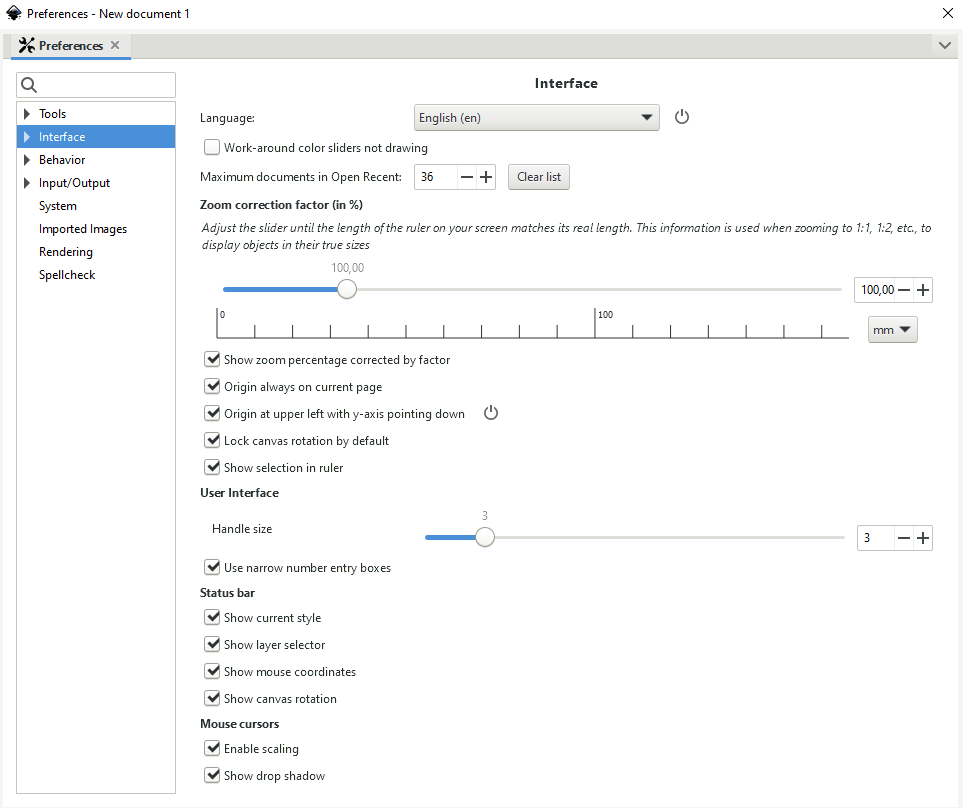 Preferences - New document 1
Preferences
Interface
Tools
Interface
Behavior
Input/Output
System
Imported Images
Rendering
Spellcheck
Language:
English (en)
Work-around color sliders not drawing
Maximum documents in Open Recent:
36
Clear list
Zoom correction factor (in %)
Adjust the slider until the length of the ruler on your screen matches its real length. This information is used when zooming to 1:1, 1:2, etc., to
display objects in their true sizes
100,00
100,00
0
100
mm
Show zoom percentage corrected by factor
Origin always on current page
Origin at upper left with y-axis pointing down
Lock canvas rotation by default
Show selection in ruler
User Interface
3
Handle size
3
Use narrow number entry boxes
Status bar
Show current style
Show layer selector
Show mouse coordinates
Show canvas rotation
Mouse cursors
Enable scaling
Show drop shadow